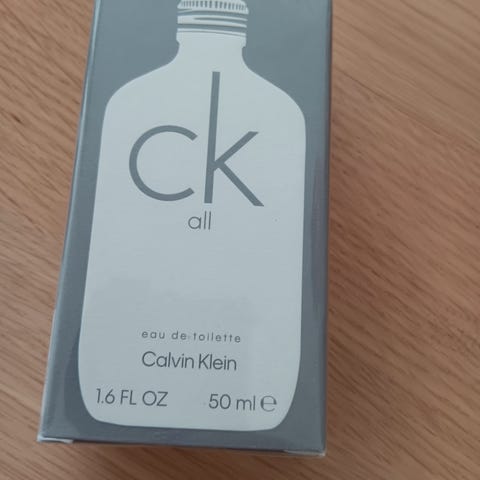 ck
all
eau de toilette
Calvin Klein
1.6 FL OZ 50 ml ℮